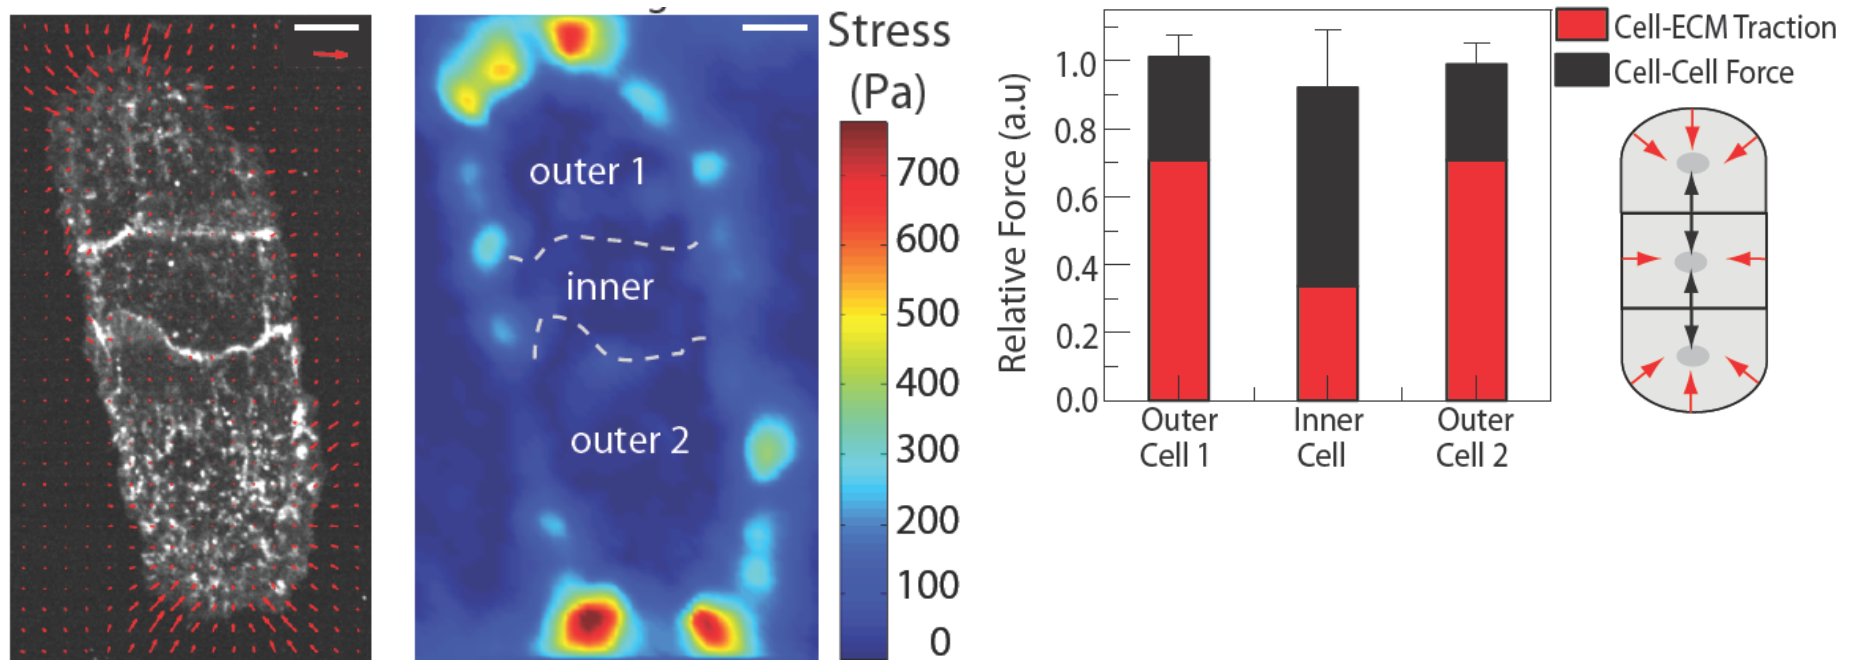 Stress
(Pa)
700
600
500
400
300
200
100
0
outer 1
inner
outer 2
Relative Force (a.u)
1.0
0.8
0.6
0.4
0.2
0.0
Outer
Cell 1
Inner
Cell
Outer
Cell 2
Cell-ECM Traction
Cell-Cell Force